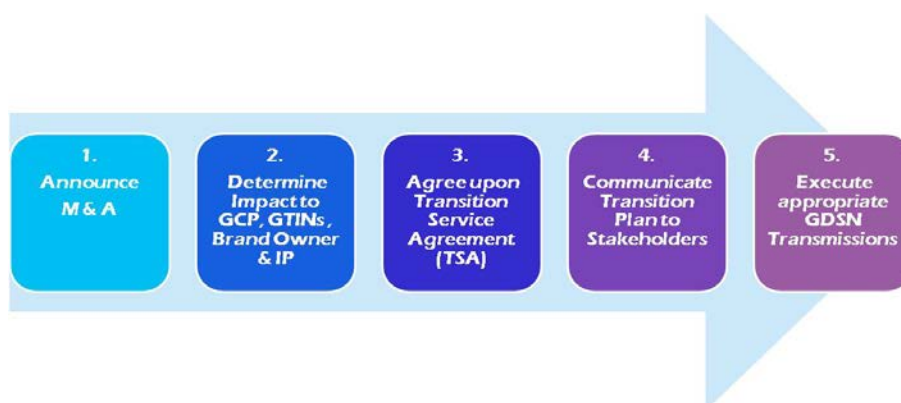 1.
Announce
M & A
2.
Determine
Impact to
GCP, GTINs,
Brand Owner
& IP
3.
Agree upon
Transition
Service
Agreement
(TSA)
4.
Communicate
Transition
Plan to
Stakeholders
5.
Execute
appropriate
GDSN
Transmissions